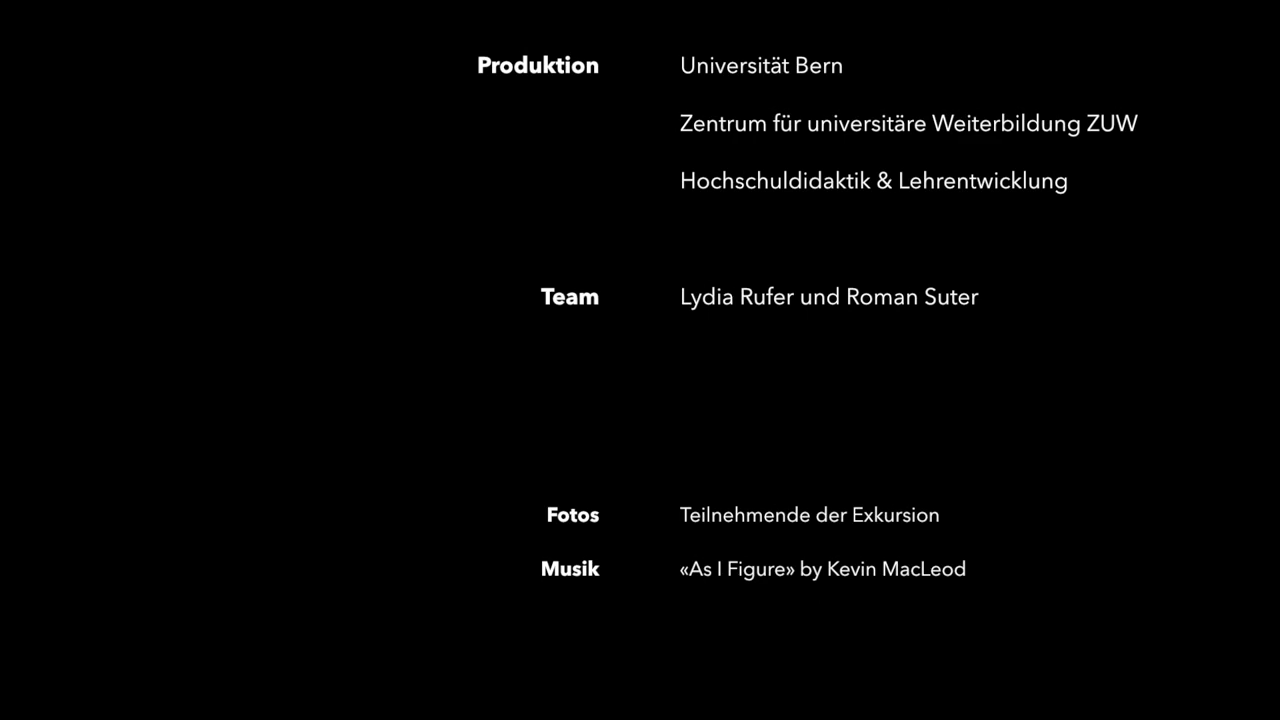 Produktion Universität Bern
Zentrum für universitäre Weiterbildung ZUW
Hochschuldidaktik & Lehrentwicklung
Team Lydia Rufer und Roman Suter
Fotos Teilnehmende der Exkursion
Musik «As I Figure» by Kevin MacLeod